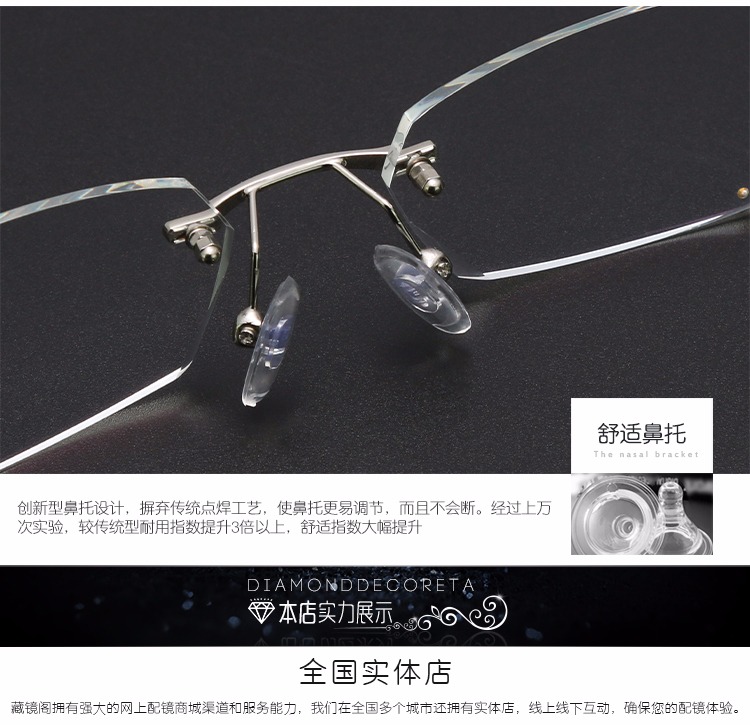 舒适鼻托
The nasal bracket
创新型鼻托设计，摒弃传统点焊工艺，使鼻托更易调节，而且不会断。经过上万
次实验，较传统型耐用指数提升3倍以上，舒适指数大幅提升
DIAMONDDECORETA
本店实力展示
全国实体店
藏镜阁拥有强大的网上配镜商城渠道和服务能力，我们在全国多个城市还拥有实体店，线上线下互动，确保您的配镜体验。